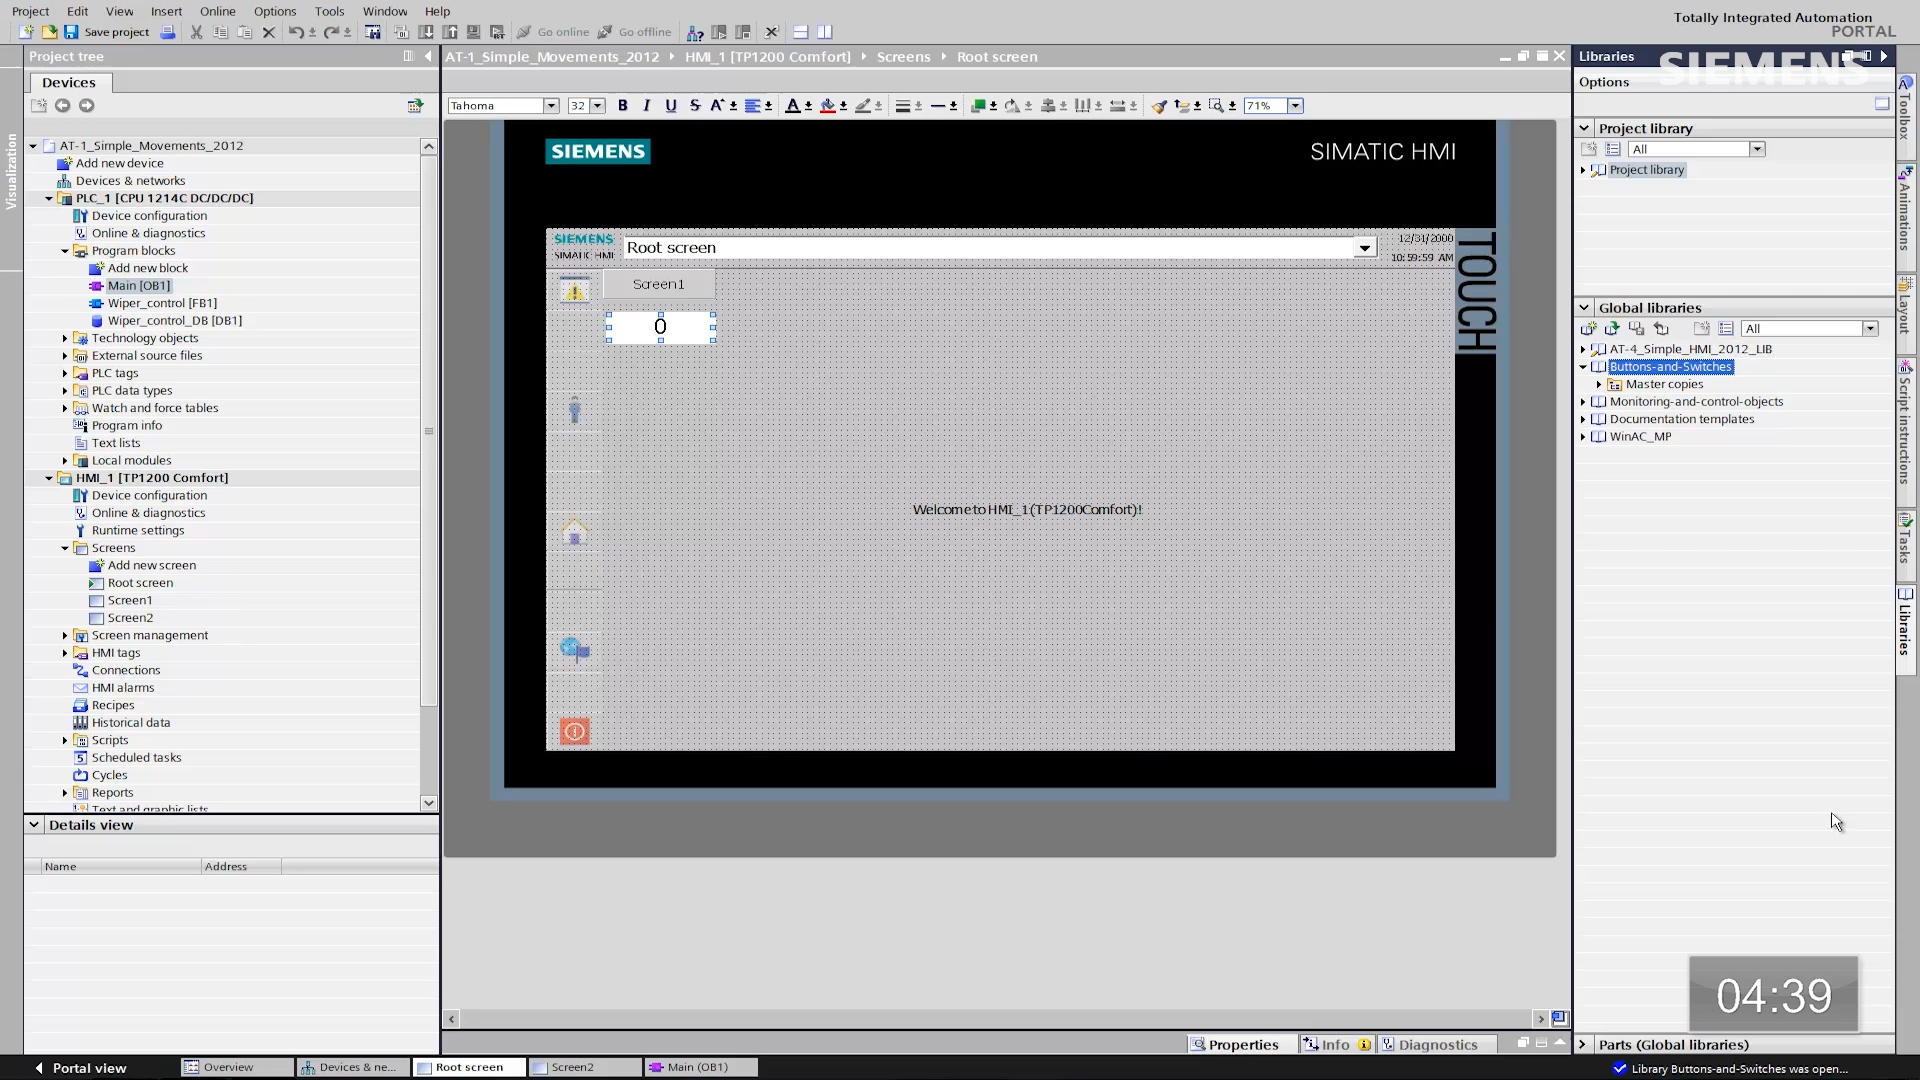 Project Edit View Insert Online Options Tools Window Help
Totally Integrated Automation
PORTAL
Save project
Go online
Go offline
Project tree
AT-1_Simple_Movements_2012 HMI_1 [TP1200 Comfort] Screens Root screen
Libraries
SIEMENS
Devices
Options
Tahoma 32 B I U S A 71%
Visualization
AT-1_Simple_Movements_2012
Add new device
Devices & networks
PLC_1 [CPU 1214C DC/DC/DC]
Device configuration
Online & diagnostics
Program blocks
Add new block
Main [OB1]
Wiper_control [FB1]
Wiper_control_DB [DB1]
Technology objects
External source files
PLC tags
PLC data types
Watch and force tables
Program info
Text lists
Local modules
HMI_1 [TP1200 Comfort]
Device configuration
Online & diagnostics
Runtime settings
Screens
Add new screen
Root screen
Screen1
Screen2
Screen management
HMI tags
Connections
HMI alarms
Recipes
Historical data
Scripts
Scheduled tasks
Cycles
Reports
Text and graphic lists
Details view
Name Address
SIEMENS
SIMATIC HMI
SIEMENS
SIMATIC HMI
Root screen
12/31/2000
10:59:59 AM
TOUCH
Screen1
0
Welcome to HMI_1 (TP1200 Comfort)!
Project library
All
Project library
Global libraries
All
AT-4_Simple_HMI_2012_LIB
Buttons-and-Switches
Master copies
Monitoring-and-control-objects
Documentation templates
WinAC_MP
Toolbox
Animations
Layout
Script instructions
Tasks
Libraries
04:39
Properties Info Diagnostics
Parts (Global libraries)
Portal view Overview Devices & ne... Root screen Screen2 Main (OB1)
Library Buttons-and-Switches was open...